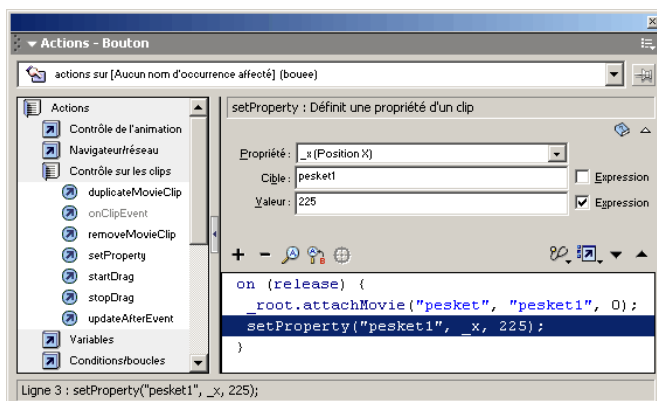 Actions - Bouton
actions sur [Aucun nom d'occurrence affecté] (bouee)
Actions
Contrôle de l'animation
Navigateur/réseau
Contrôle sur les clips
duplicateMovieClip
onClipEvent
removeMovieClip
setProperty
startDrag
stopDrag
updateAfterEvent
Variables
Conditions/boucles
setProperty : Définit une propriété d'un clip
Propriété : _x (Position X)
Cible : pesket1 Expression
Valeur : 225 Expression
on (release) {
_root.attachMovie("pesket", "pesket1", 0);
setProperty("pesket1", _x, 225);
}
Ligne 3 : setProperty("pesket1", _x, 225);